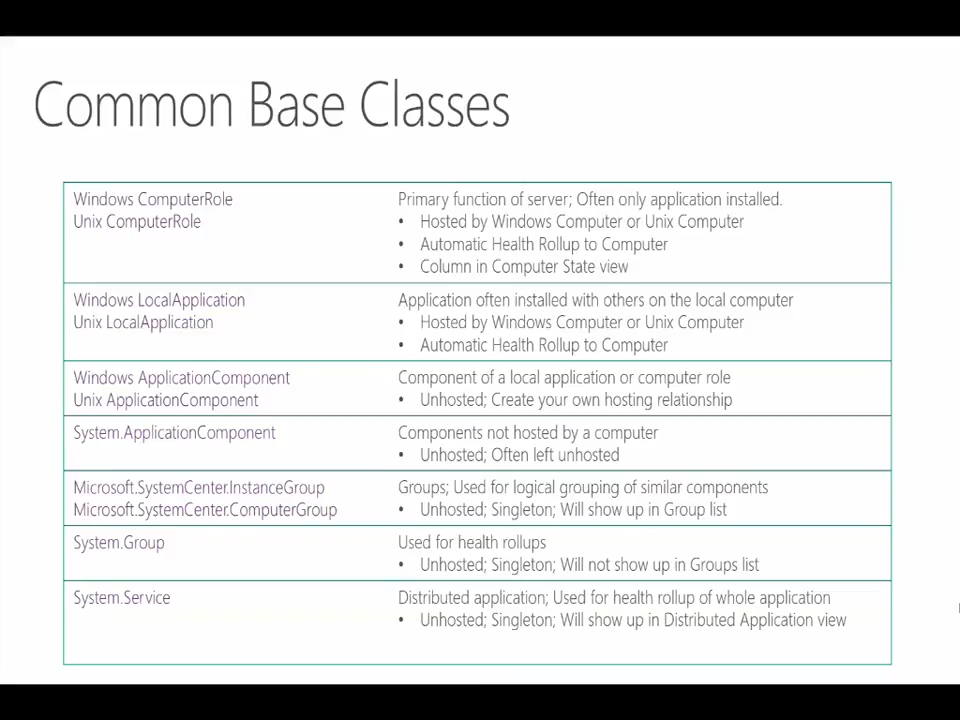 Common Base Classes
Windows ComputerRole
Unix ComputerRole
Primary function of server; Often only application installed.
• Hosted by Windows Computer or Unix Computer
• Automatic Health Rollup to Computer
• Column in Computer State view
Windows LocalApplication
Unix LocalApplication
Application often installed with others on the local computer
• Hosted by Windows Computer or Unix Computer
• Automatic Health Rollup to Computer
Windows ApplicationComponent
Unix ApplicationComponent
Component of a local application or computer role
• Unhosted; Create your own hosting relationship
System.ApplicationComponent
Components not hosted by a computer
• Unhosted; Often left unhosted
Microsoft.SystemCenter.InstanceGroup
Microsoft.SystemCenter.ComputerGroup
Groups; Used for logical grouping of similar components
• Unhosted; Singleton; Will show up in Group list
System.Group
Used for health rollups
• Unhosted; Singleton; Will not show up in Groups list
System.Service
Distributed application; Used for health rollup of whole application
• Unhosted; Singleton; Will show up in Distributed Application view